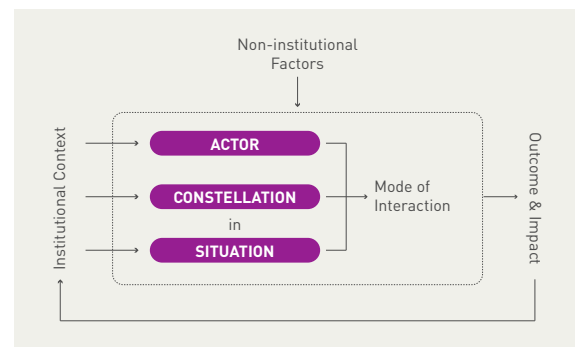 Non-institutional
Factors
Institutional Context
ACTOR
CONSTELLATION
in
SITUATION
Mode of
Interaction
Outcome & Impact